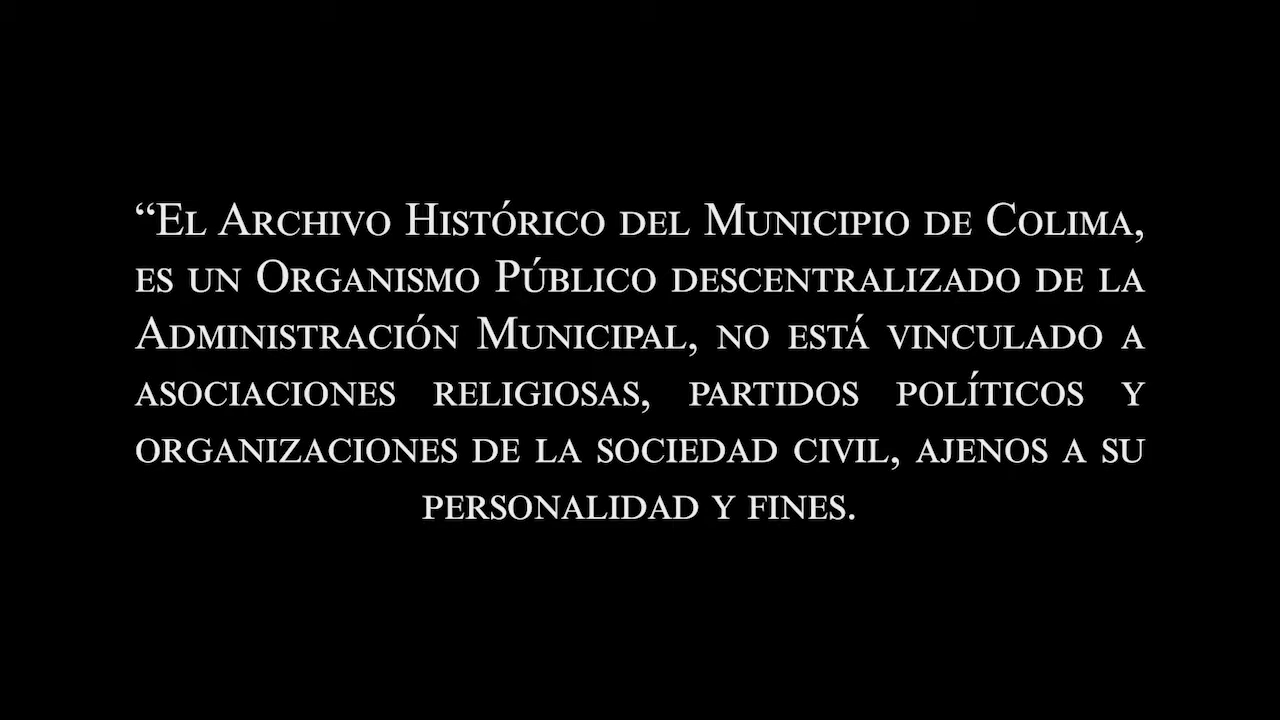 “El Archivo Histórico del Municipio de Colima,
es un Organismo Público descentralizado de la
Administración Municipal, no está vinculado a
asociaciones religiosas, partidos políticos y
organizaciones de la sociedad civil, ajenos a su
personalidad y fines.